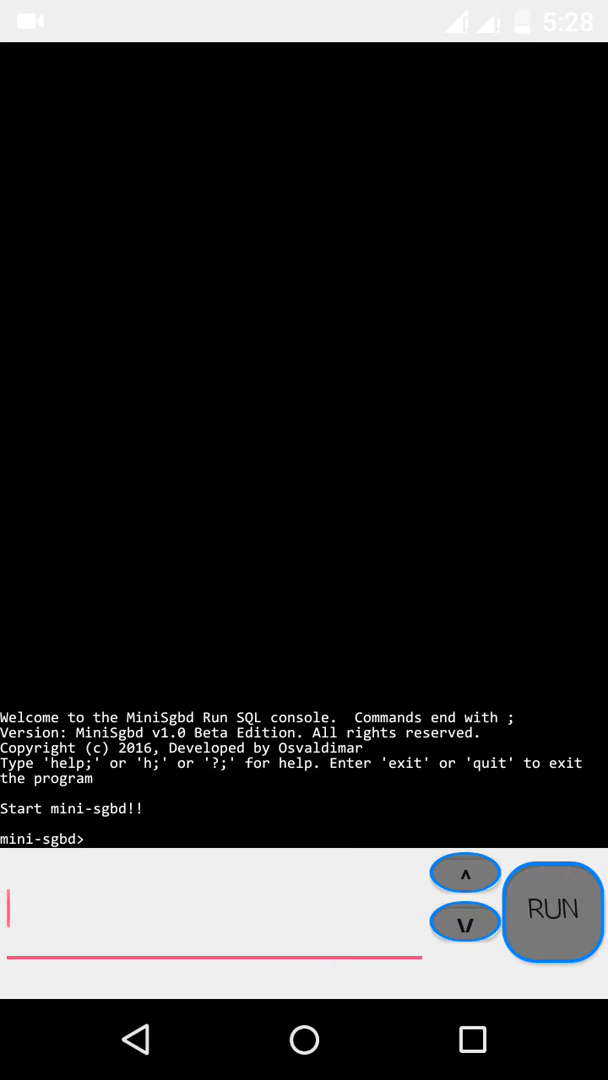 5:28
Welcome to the MiniSgbd Run SQL console.  Commands end with ;
Version: MiniSgbd v1.0 Beta Edition. All rights reserved.
Copyright (c) 2016, Developed by Osvaldimar
Type 'help;' or 'h;' or '?;' for help. Enter 'exit' or 'quit' to exit
the program
Start mini-sgbd!!
mini-sgbd>
^
\/
RUN